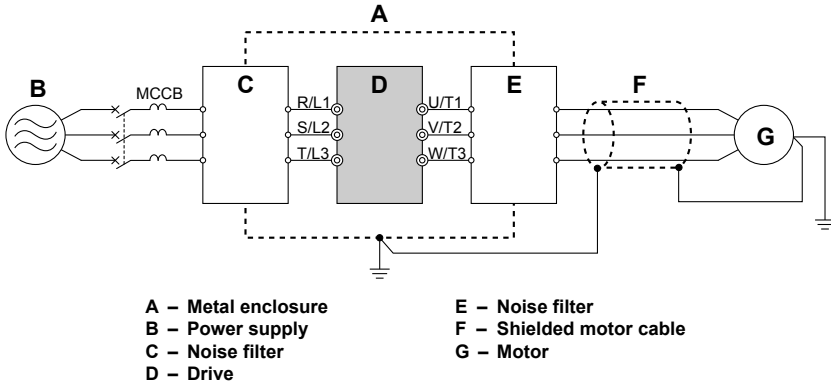 A
B
MCCB
C
R/L1
S/L2
T/L3
D
U/T1
V/T2
W/T3
E
F
G
A – Metal enclosure
B – Power supply
C – Noise filter
D – Drive
E – Noise filter
F – Shielded motor cable
G – Motor